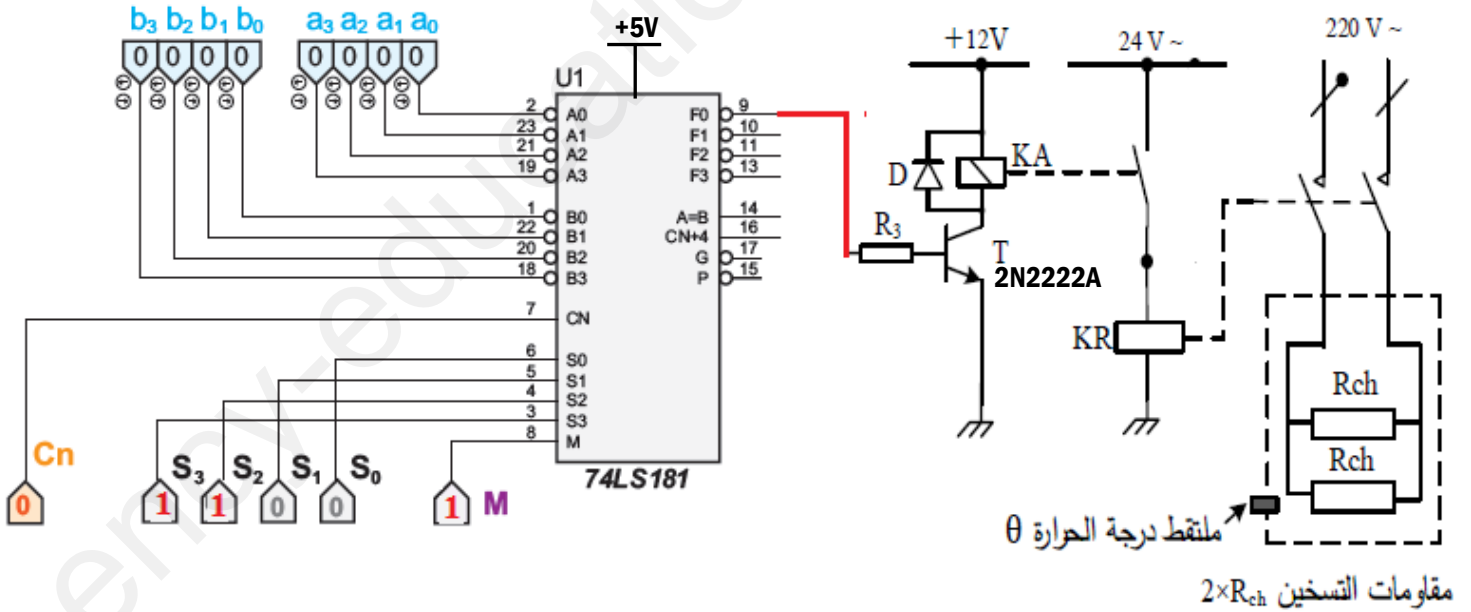 b3 b2 b1 b0
a3 a2 a1 a0
0 0 0 0
0 0 0 0
+5V
U1
2 A0
23 A1
21 A2
19 A3
1 B0
22 B1
20 B2
18 B3
7 CN
6 S0
5 S1
4 S2
3 S3
8 M
F0 9
F1 10
F2 11
F3 13
A=B 14
CN+4 16
G 17
P 15
74LS181
Cn
0
S3 S2 S1 S0
1 1 0 0
1 M
+12V
24 V ~
220 V ~
D
KA
R3
T
2N2222A
KR
Rch
Rch
ملتقط درجة الحرارة θ
مقاومات التسخين 2×Rch